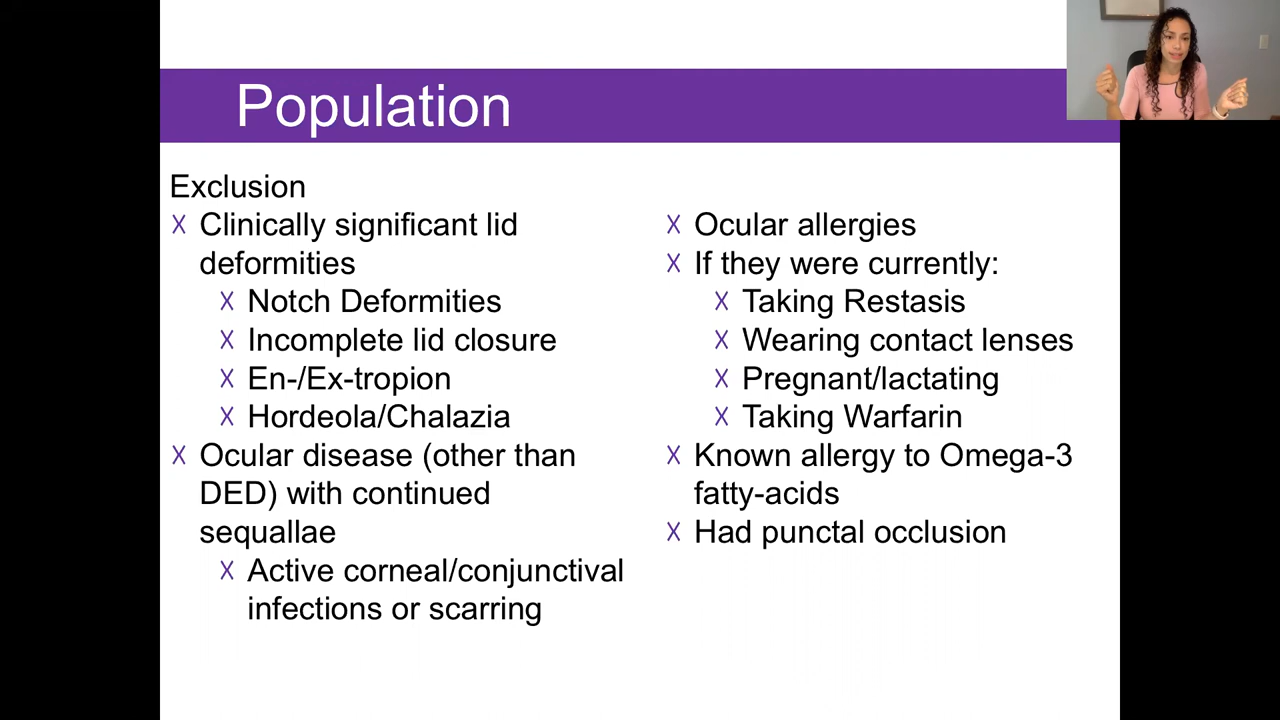 Population
Exclusion
X Clinically significant lid
deformities
X Notch Deformities
X Incomplete lid closure
X En-/Ex-tropion
X Hordeola/Chalazia
X Ocular disease (other than
DED) with continued
sequallae
X Active corneal/conjunctival
infections or scarring
X Ocular allergies
X If they were currently:
X Taking Restasis
X Wearing contact lenses
X Pregnant/lactating
X Taking Warfarin
X Known allergy to Omega-3
fatty-acids
X Had punctal occlusion